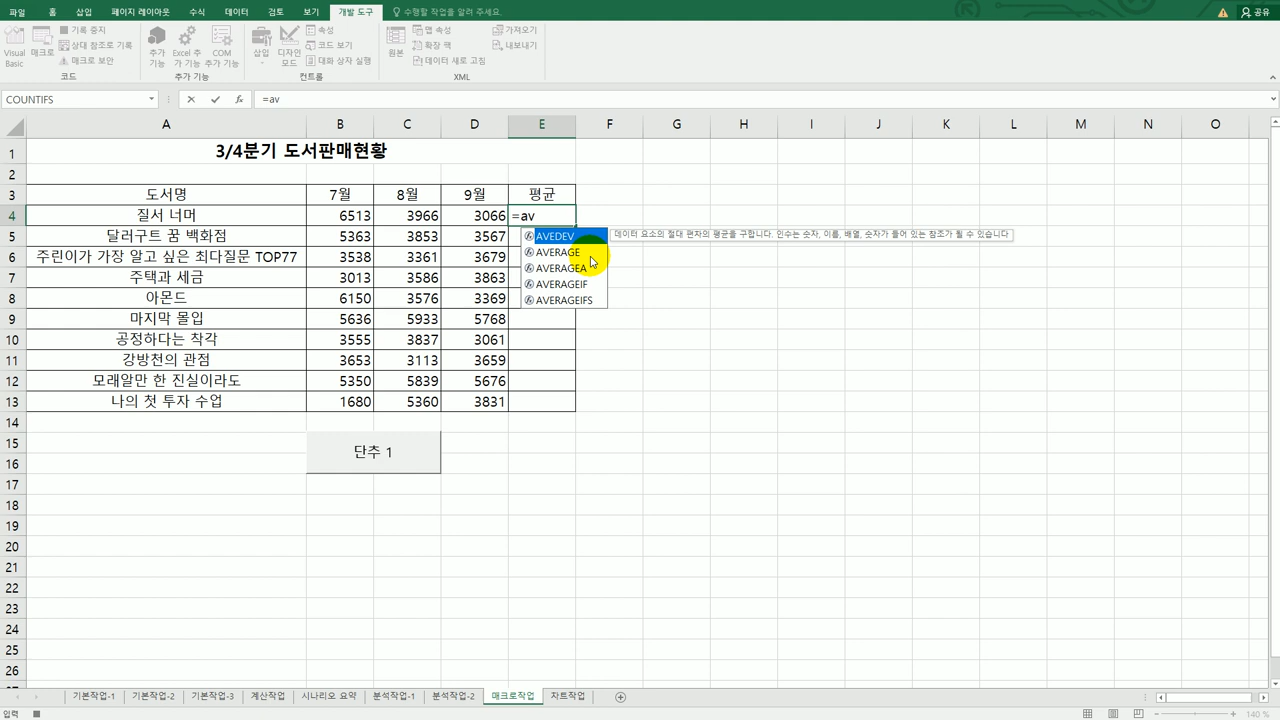 파일 홈 삽입 페이지 레이아웃 수식 데이터 검토 보기 개발 도구 수행할 작업을 알려 주세요. 공유
Visual Basic 매크로 기록 중지 상대 참조로 기록 매크로 보안 코드
추가 기능 Excel 추가 기능 COM 추가 기능 추가 기능
삽입 디자인 모드 속성 코드 보기 대화 상자 실행 컨트롤
원본 맵 속성 확장 팩 데이터 새로 고침 가져오기 내보내기 XML
COUNTIFS fx =av
A B C D E F G H I J K L M N O
1 3/4분기 도서판매현황
2
3 도서명 7월 8월 9월 평균
4 질서 너머 6513 3966 3066 =av
5 달러구트 꿈 백화점 5363 3853 3567
AVEDEV 데이터 요소의 절대 편차의 평균을 구합니다. 인수는 숫자, 이름, 배열, 숫자가 들어 있는 참조가 될 수 있습니다
AVERAGE
AVERAGEA
AVERAGEIF
AVERAGEIFS
6 주린이가 가장 알고 싶은 최다질문 TOP77 3538 3361 3679
7 주택과 세금 3013 3586 3863
8 아몬드 6150 3576 3369
9 마지막 몰입 5636 5933 5768
10 공정하다는 착각 3555 3837 3061
11 강방천의 관점 3653 3113 3659
12 모래알만 한 진실이라도 5350 5839 5676
13 나의 첫 투자 수업 1680 5360 3831
14
15
단추 1
16
17
18
19
20
21
22
23
24
25
26
기본작업-1 기본작업-2 기본작업-3 계산작업 시나리오 요약 분석작업-1 분석작업-2 매크로작업 차트작업
입력 140 %